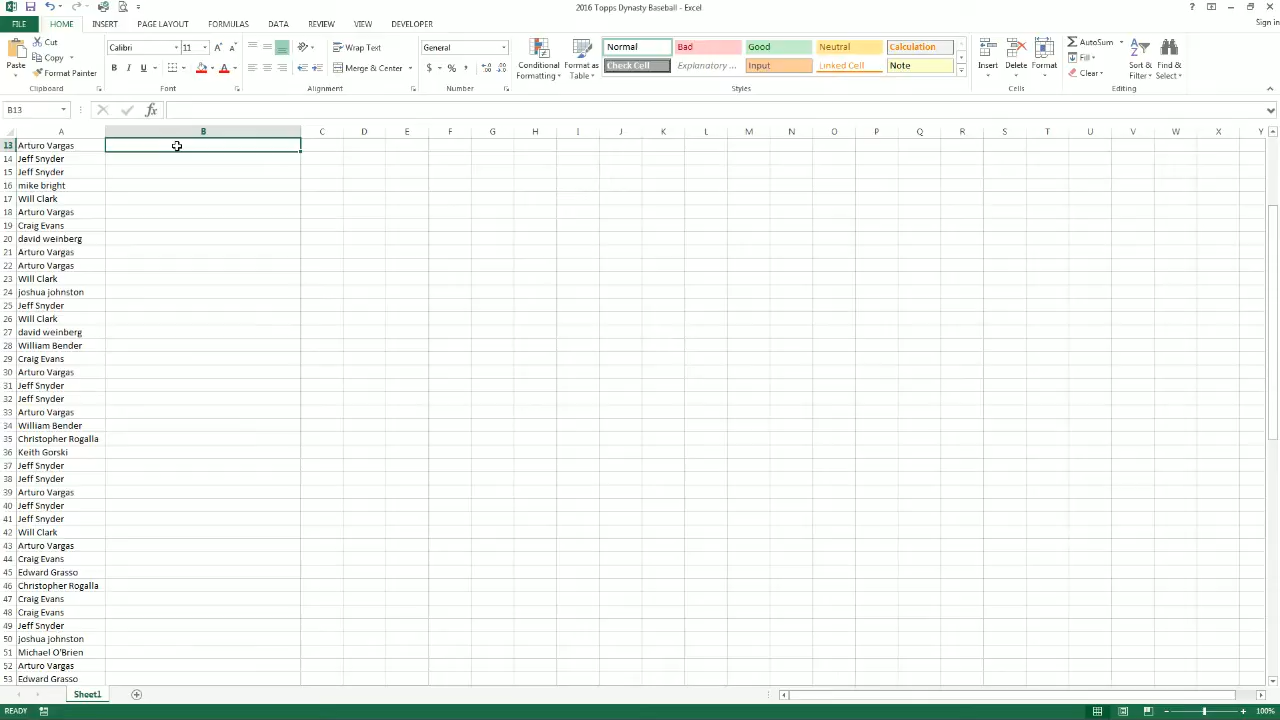 2016 Topps Dynasty Baseball - Excel
FILE HOME INSERT PAGE LAYOUT FORMULAS DATA REVIEW VIEW DEVELOPER Sign in
Paste
Cut
Copy
Format Painter
Clipboard
Calibri 11
B I U
Font
Wrap Text
Merge & Center
Alignment
General
$ % ,
Number
Conditional Formatting
Format as Table
Normal Bad Good Neutral Calculation
Check Cell Explanatory ... Input Linked Cell Note
Styles
Insert Delete Format
Cells
AutoSum
Fill
Clear
Sort & Filter
Find & Select
Editing
B13
A B C D E F G H I J K L M N O P Q R S T U V W X Y
13 Arturo Vargas
14 Jeff Snyder
15 Jeff Snyder
16 mike bright
17 Will Clark
18 Arturo Vargas
19 Craig Evans
20 david weinberg
21 Arturo Vargas
22 Arturo Vargas
23 Will Clark
24 joshua johnston
25 Jeff Snyder
26 Will Clark
27 david weinberg
28 William Bender
29 Craig Evans
30 Arturo Vargas
31 Jeff Snyder
32 Jeff Snyder
33 Arturo Vargas
34 William Bender
35 Christopher Rogalla
36 Keith Gorski
37 Jeff Snyder
38 Jeff Snyder
39 Arturo Vargas
40 Jeff Snyder
41 Jeff Snyder
42 Will Clark
43 Arturo Vargas
44 Craig Evans
45 Edward Grasso
46 Christopher Rogalla
47 Craig Evans
48 Craig Evans
49 Jeff Snyder
50 joshua johnston
51 Michael O'Brien
52 Arturo Vargas
53 Edward Grasso
Sheet1
READY
100%